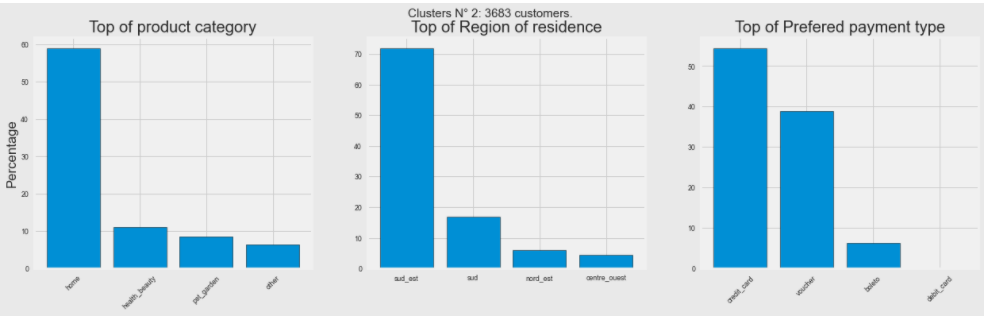 Clusters N° 2: 3683 customers.
Top of product category
Top of Region of residence
Top of Prefered payment type
Percentage
60
50
40
30
20
10
0
home
health_beauty
pet_garden
other
70
60
50
40
30
20
10
0
sud_est
sud
nord_est
centre_ouest
50
40
30
20
10
0
credit_card
voucher
boleto
debit_card